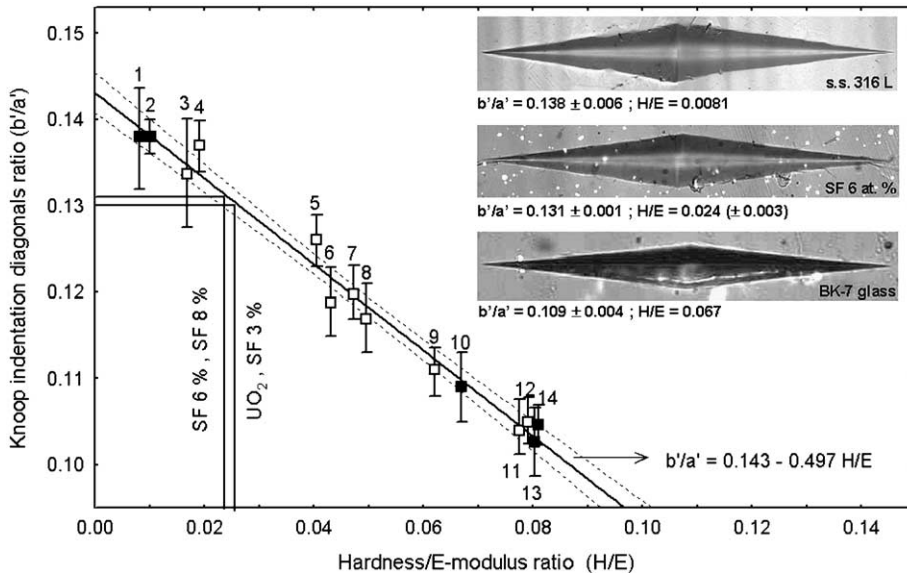 0.15
0.14
0.13
0.12
0.11
0.10
Knoop indentation diagonals ratio (b'/a')
0.00 0.02 0.04 0.06 0.08 0.10 0.12 0.14
Hardness/E-modulus ratio (H/E)
1
2
3
4
5
6
7
8
9
10
12
14
11
13
SF 6 % , SF 8 %
UO₂ , SF 3 %
s.s. 316 L
b'/a' = 0.138 ± 0.006 ; H/E = 0.0081
SF 6 at. %
b'/a' = 0.131 ± 0.001 ; H/E = 0.024 (± 0.003)
BK-7 glass
b'/a' = 0.109 ± 0.004 ; H/E = 0.067
b'/a' = 0.143 - 0.497 H/E